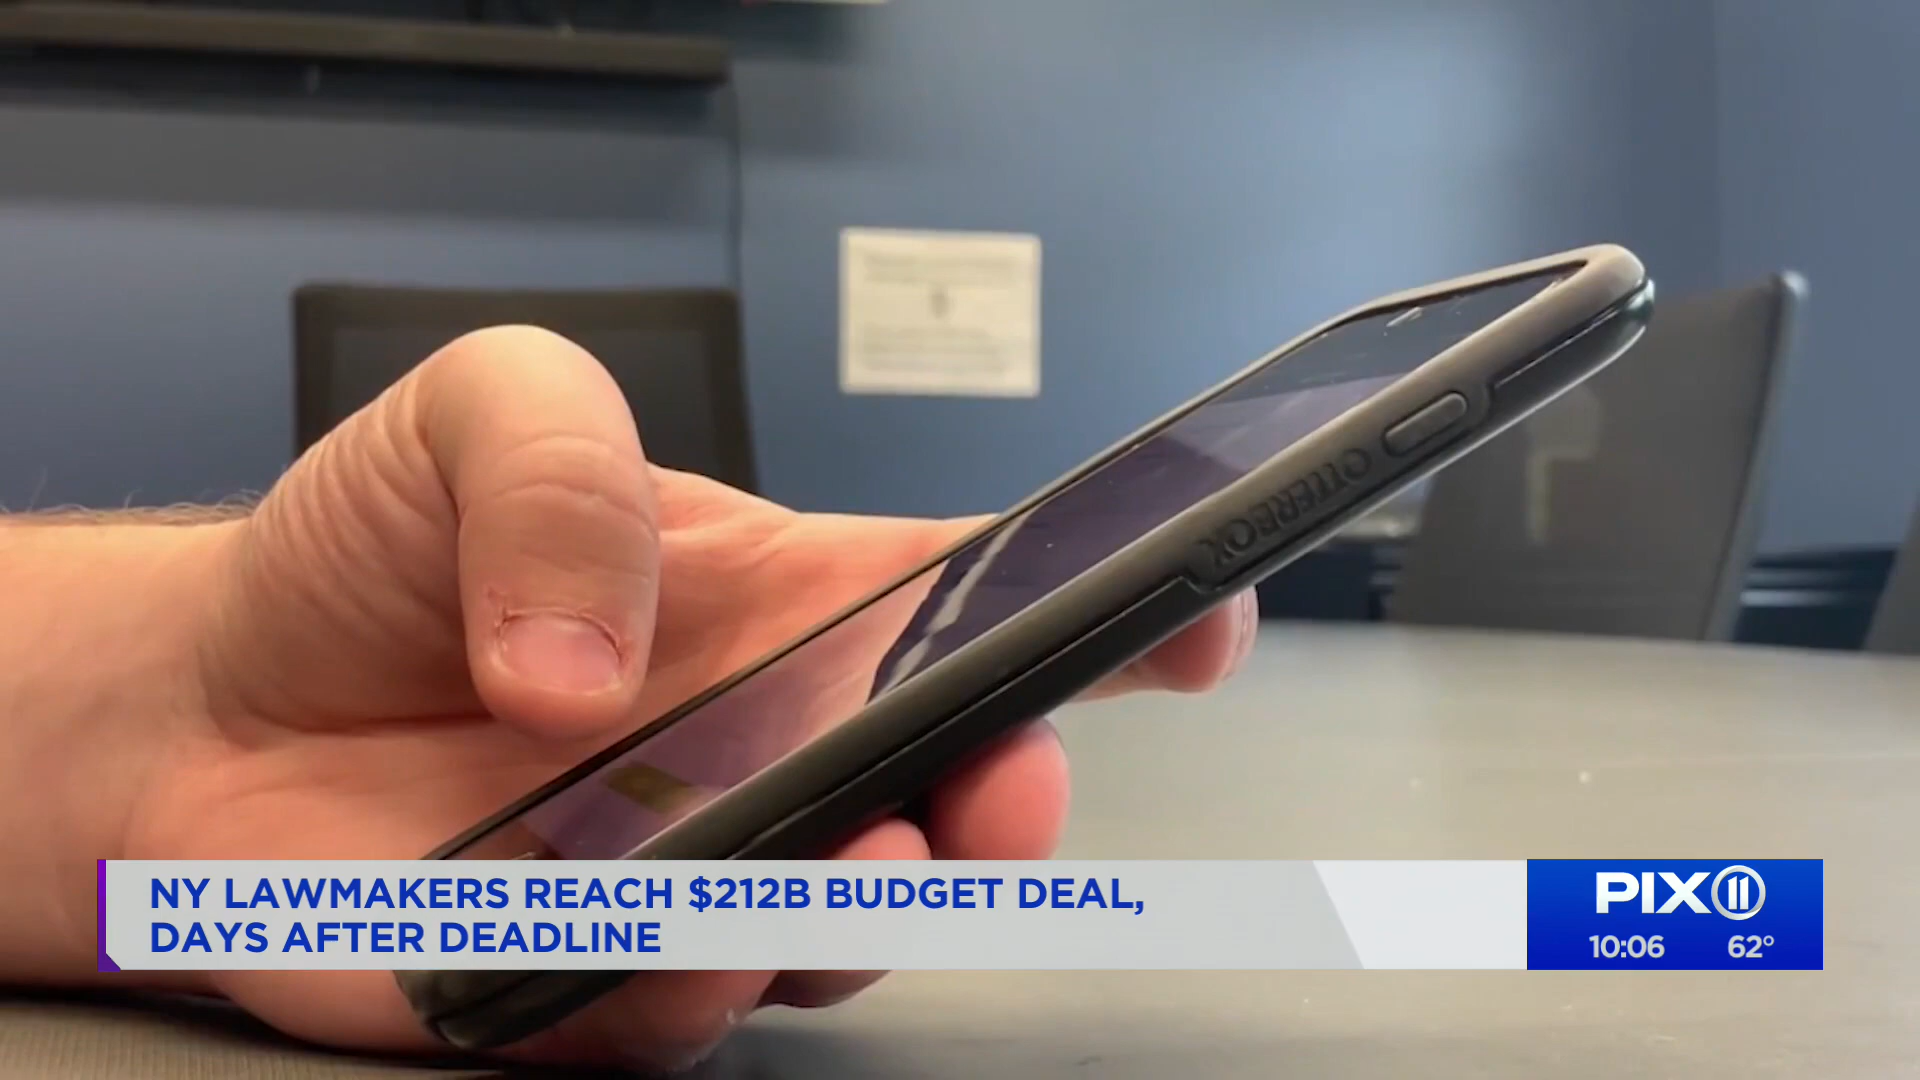 OTTERBOX
NY LAWMAKERS REACH $212B BUDGET DEAL,
DAYS AFTER DEADLINE
PIX11
10:06 62°